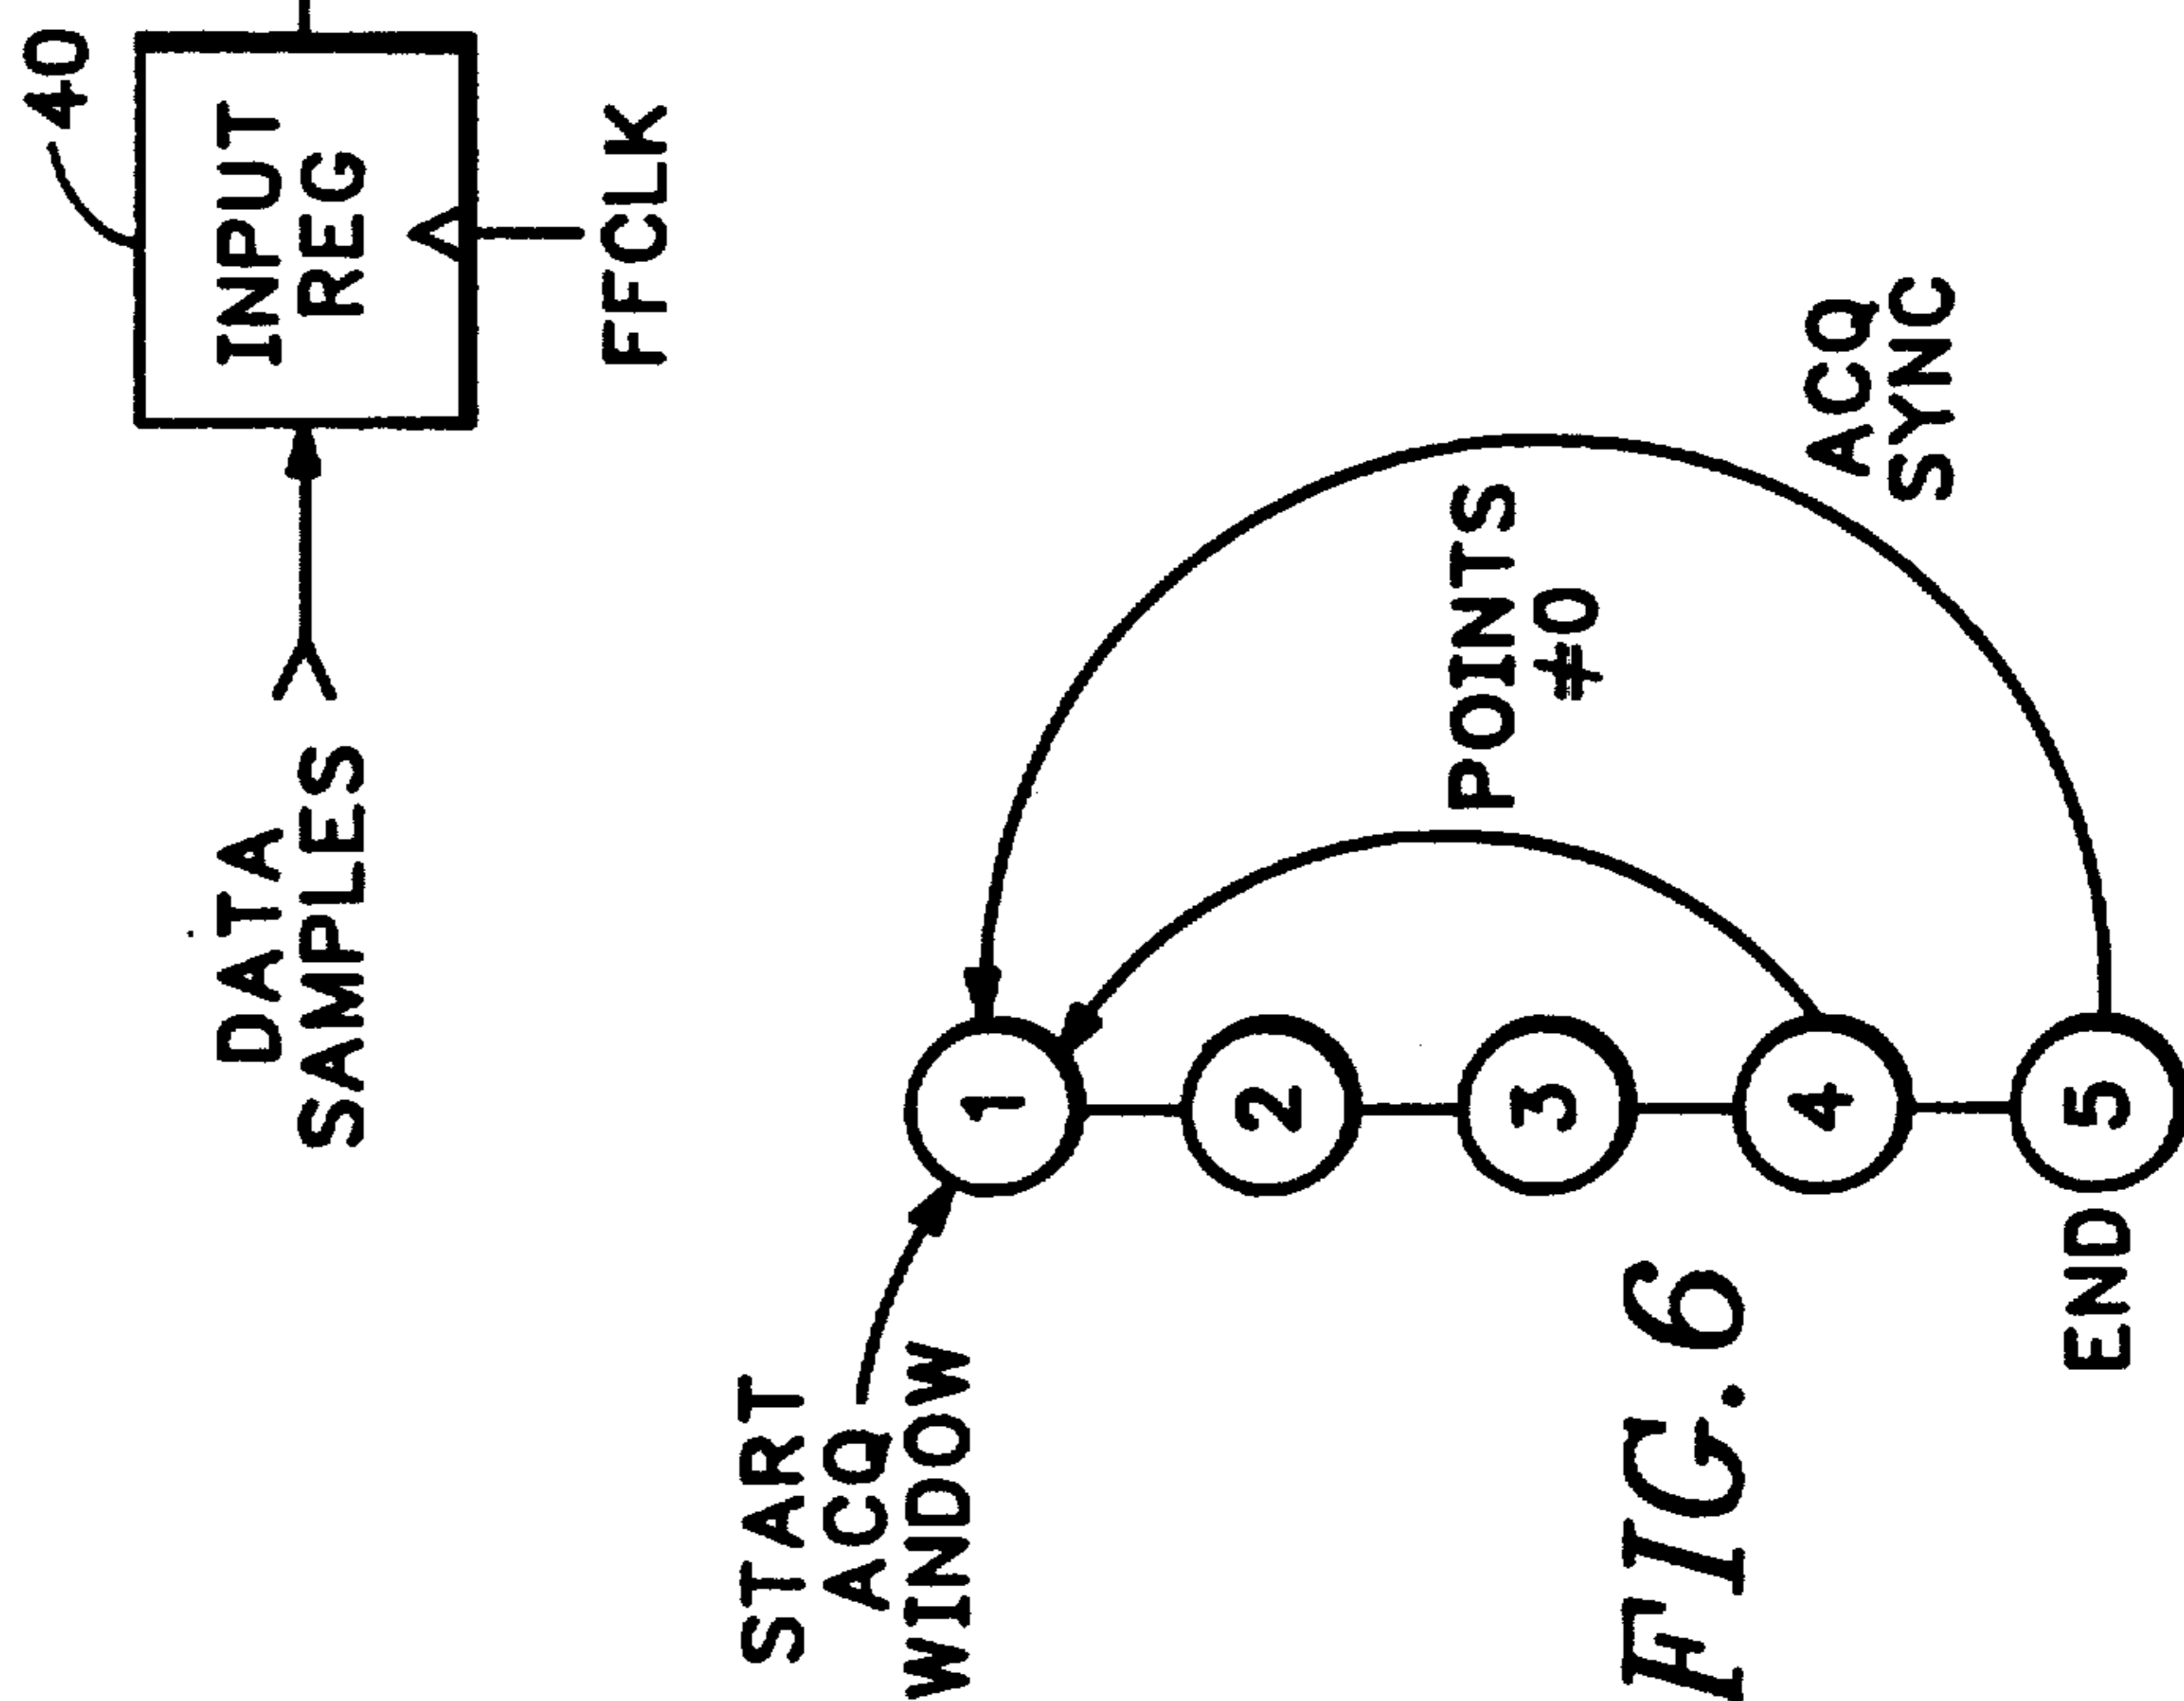 40
DATA
SAMPLES
INPUT
REG
FFCLK
START
ACQ
WINDOW
1
2
3
POINTS
≠0
4
ACQ
SYNC
END
5
FIG. 6